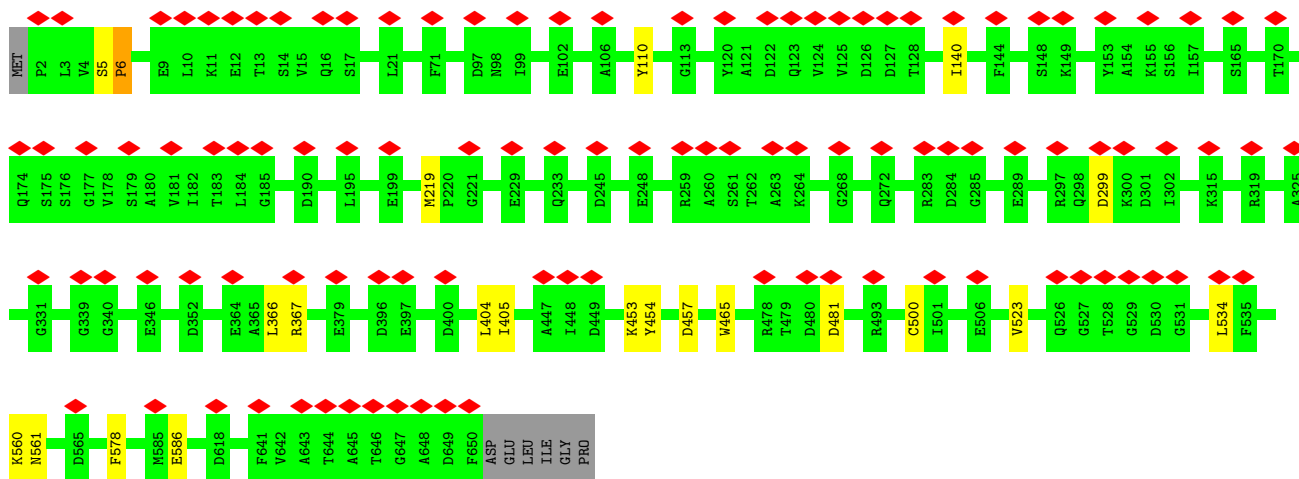 MET P2 L3 V4 S5 P6 E9 L10 K11 E12 T13 S14 V15 Q16 S17 L21 F71 D97 N98 I99 E102 A106 Y110 G113 Y120 A121 D122 Q123 V124 V125 D126 D127 T128 I140 F144 S148 K149 Y153 A154 K155 S156 I157 S165 T170
Q174 S175 S176 G177 V178 S179 A180 V181 I182 T183 L184 G185 D190 L195 E199 M219 P220 G221 E229 Q233 D245 E248 R259 A260 S261 T262 A263 K264 G268 Q272 R283 D284 G285 E289 R297 Q298 D299 K300 D301 I302 K315 R319 A325
G331 G339 G340 E346 D352 E364 A365 L366 R367 E379 D396 E397 D400 L404 I405 A447 I448 D449 K453 Y454 D457 W465 R478 T479 D480 D481 R493 C500 I501 E506 V523 Q526 G527 T528 G529 D530 G531 L534 F535
K560 N561 D565 F578 M585 E586 D618 F641 V642 A643 T644 A645 T646 G647 A648 D649 F650 ASP GLU LEU ILE GLY PRO